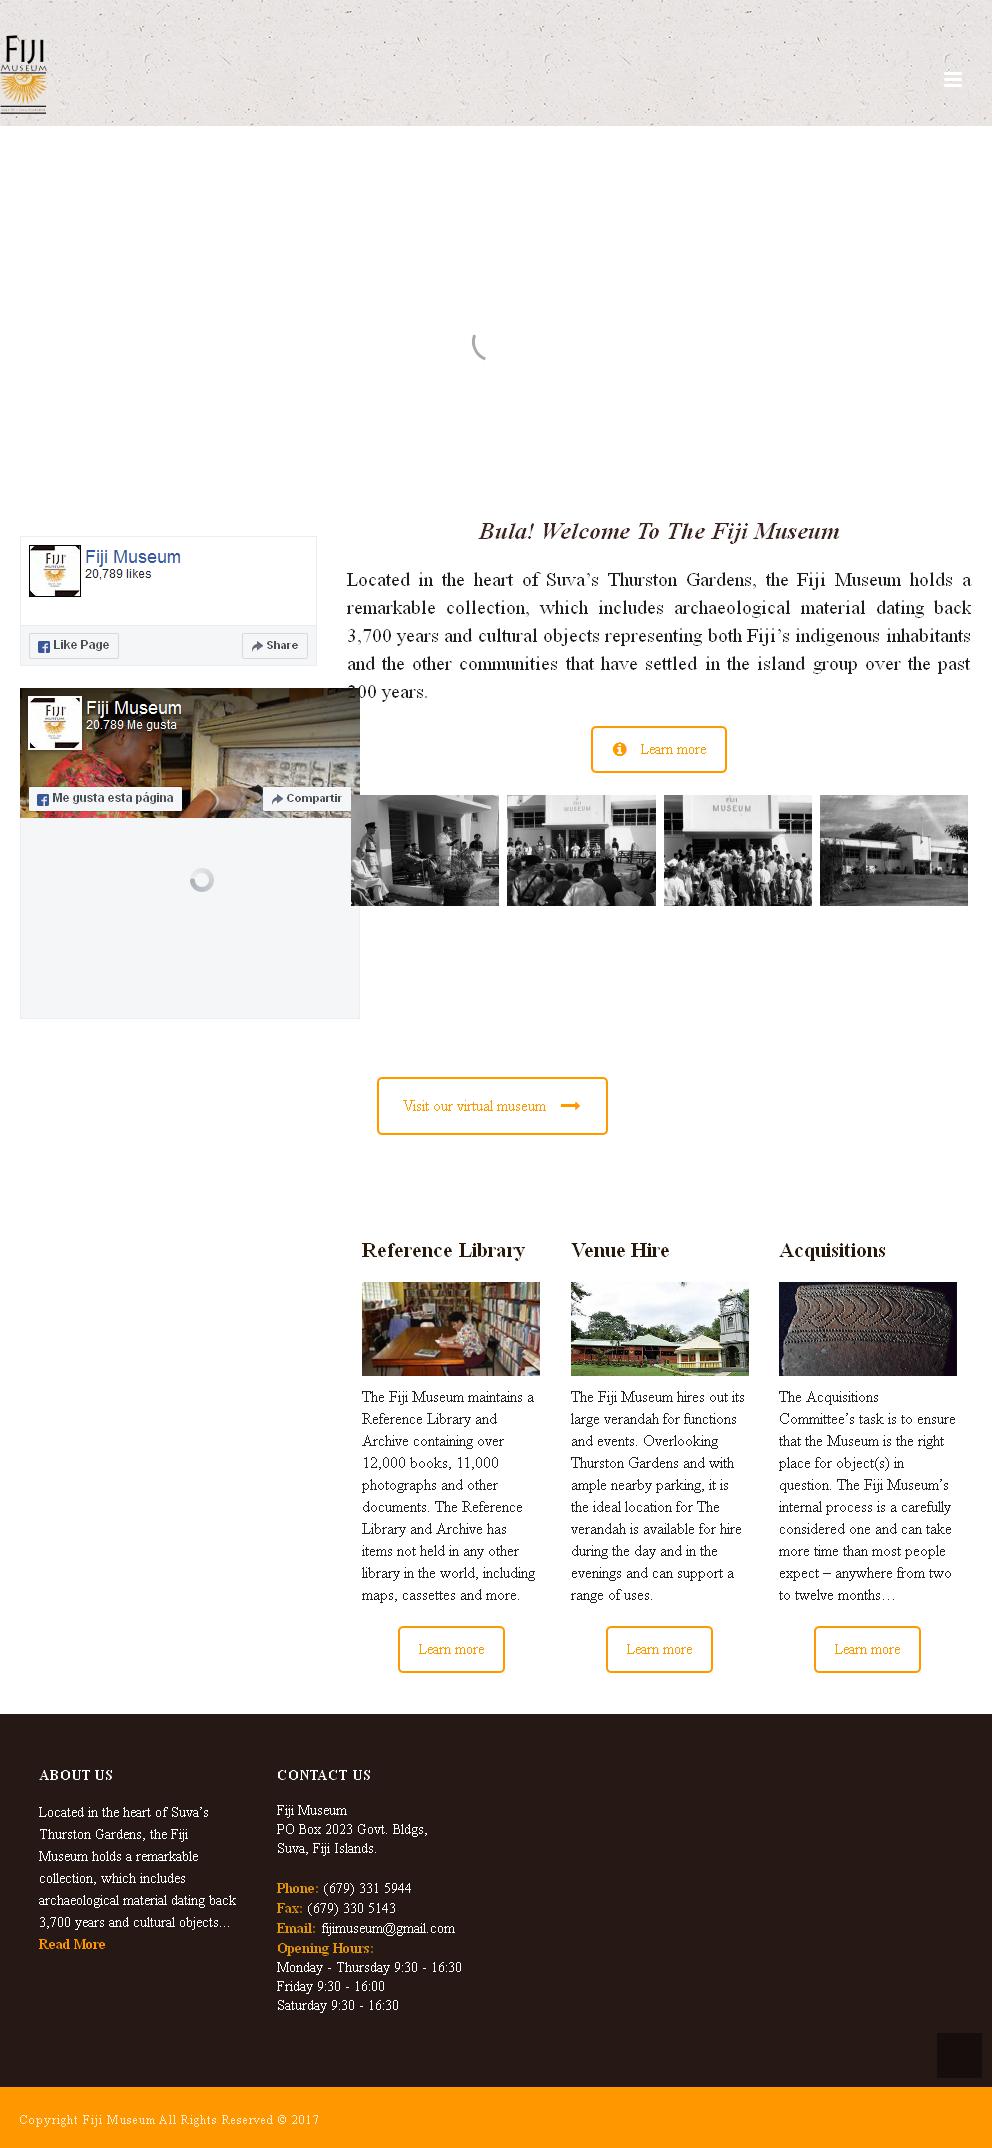 FIJI
MUSEUM
Bula! Welcome To The Fiji Museum
Fiji Museum
20,789 likes
Like Page
Share
Located in the heart of Suva’s Thurston Gardens, the Fiji Museum holds a
remarkable collection, which includes archaeological material dating back
3,700 years and cultural objects representing both Fiji’s indigenous inhabitants
and the other communities that have settled in the island group over the past
years.
Fiji Museum
20.789 Me gusta
Me gusta esta página
Compartir
Learn more
MUSEUM
FIJI
MUSEUM
Visit our virtual museum
Reference Library
The Fiji Museum maintains a
Reference Library and
Archive containing over
12,000 books, 11,000
photographs and other
documents. The Reference
Library and Archive has
items not held in any other
library in the world, including
maps, cassettes and more.
Learn more
Venue Hire
The Fiji Museum hires out its
large verandah for functions
and events. Overlooking
Thurston Gardens and with
ample nearby parking, it is
the ideal location for The
verandah is available for hire
during the day and in the
evenings and can support a
range of uses.
Learn more
Acquisitions
The Acquisitions
Committee’s task is to ensure
that the Museum is the right
place for object(s) in
question. The Fiji Museum’s
internal process is a carefully
considered one and can take
more time than most people
expect – anywhere from two
to twelve months…
Learn more
ABOUT US
Located in the heart of Suva’s
Thurston Gardens, the Fiji
Museum holds a remarkable
collection, which includes
archaeological material dating back
3,700 years and cultural objects...
Read More
CONTACT US
Fiji Museum
PO Box 2023 Govt. Bldgs,
Suva, Fiji Islands.
Phone: (679) 331 5944
Fax: (679) 330 5143
Email: fijimuseum@gmail.com
Opening Hours:
Monday - Thursday 9:30 - 16:30
Friday 9:30 - 16:00
Saturday 9:30 - 16:30
Copyright Fiji Museum All Rights Reserved © 2017